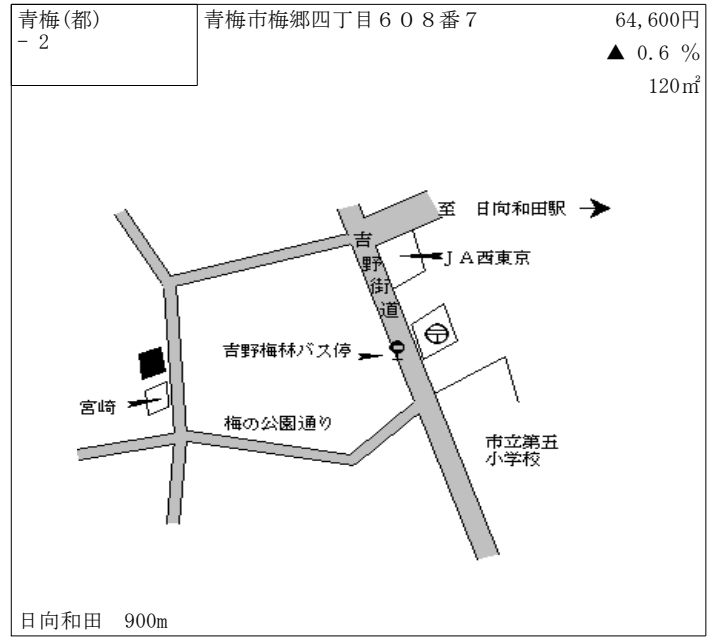 青梅(都)
- 2
青梅市梅郷四丁目６０８番７
64,600円
▲ 0.6 %
120㎡
至　日向和田駅
吉野街道
ＪＡ西東京
〒
吉野梅林バス停
宮崎
梅の公園通り
市立第五
小学校
日向和田　900m